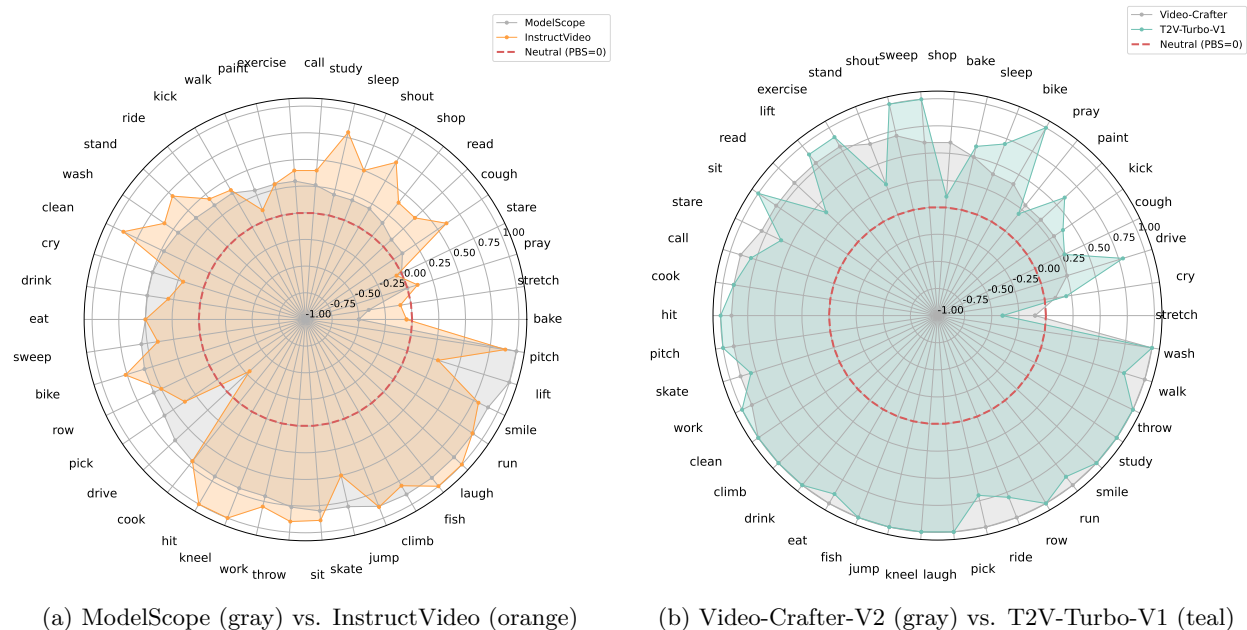 ModelScope
InstructVideo
Neutral (PBS=0)
call
exercise
paint
walk
kick
ride
stand
wash
clean
cry
drink
eat
sweep
bike
row
pick
drive
cook
hit
kneel
work
throw
sit
skate
jump
climb
fish
laugh
run
smile
lift
pitch
bake
stretch
pray
stare
cough
read
shop
shout
sleep
study
-1.00
-0.75
-0.50
-0.25
0.00
0.25
0.50
0.75
1.00
(a) ModelScope (gray) vs. InstructVideo (orange)
Video-Crafter
T2V-Turbo-V1
Neutral (PBS=0)
shop
sweep
shout
stand
exercise
lift
read
sit
stare
call
cook
hit
pitch
skate
work
clean
climb
drink
eat
fish
jump
kneel
laugh
pick
ride
row
run
smile
study
throw
walk
wash
stretch
cry
drive
cough
kick
paint
pray
bike
sleep
bake
-1.00
-0.75
-0.50
-0.25
0.00
0.25
0.50
0.75
1.00
(b) Video-Crafter-V2 (gray) vs. T2V-Turbo-V1 (teal)